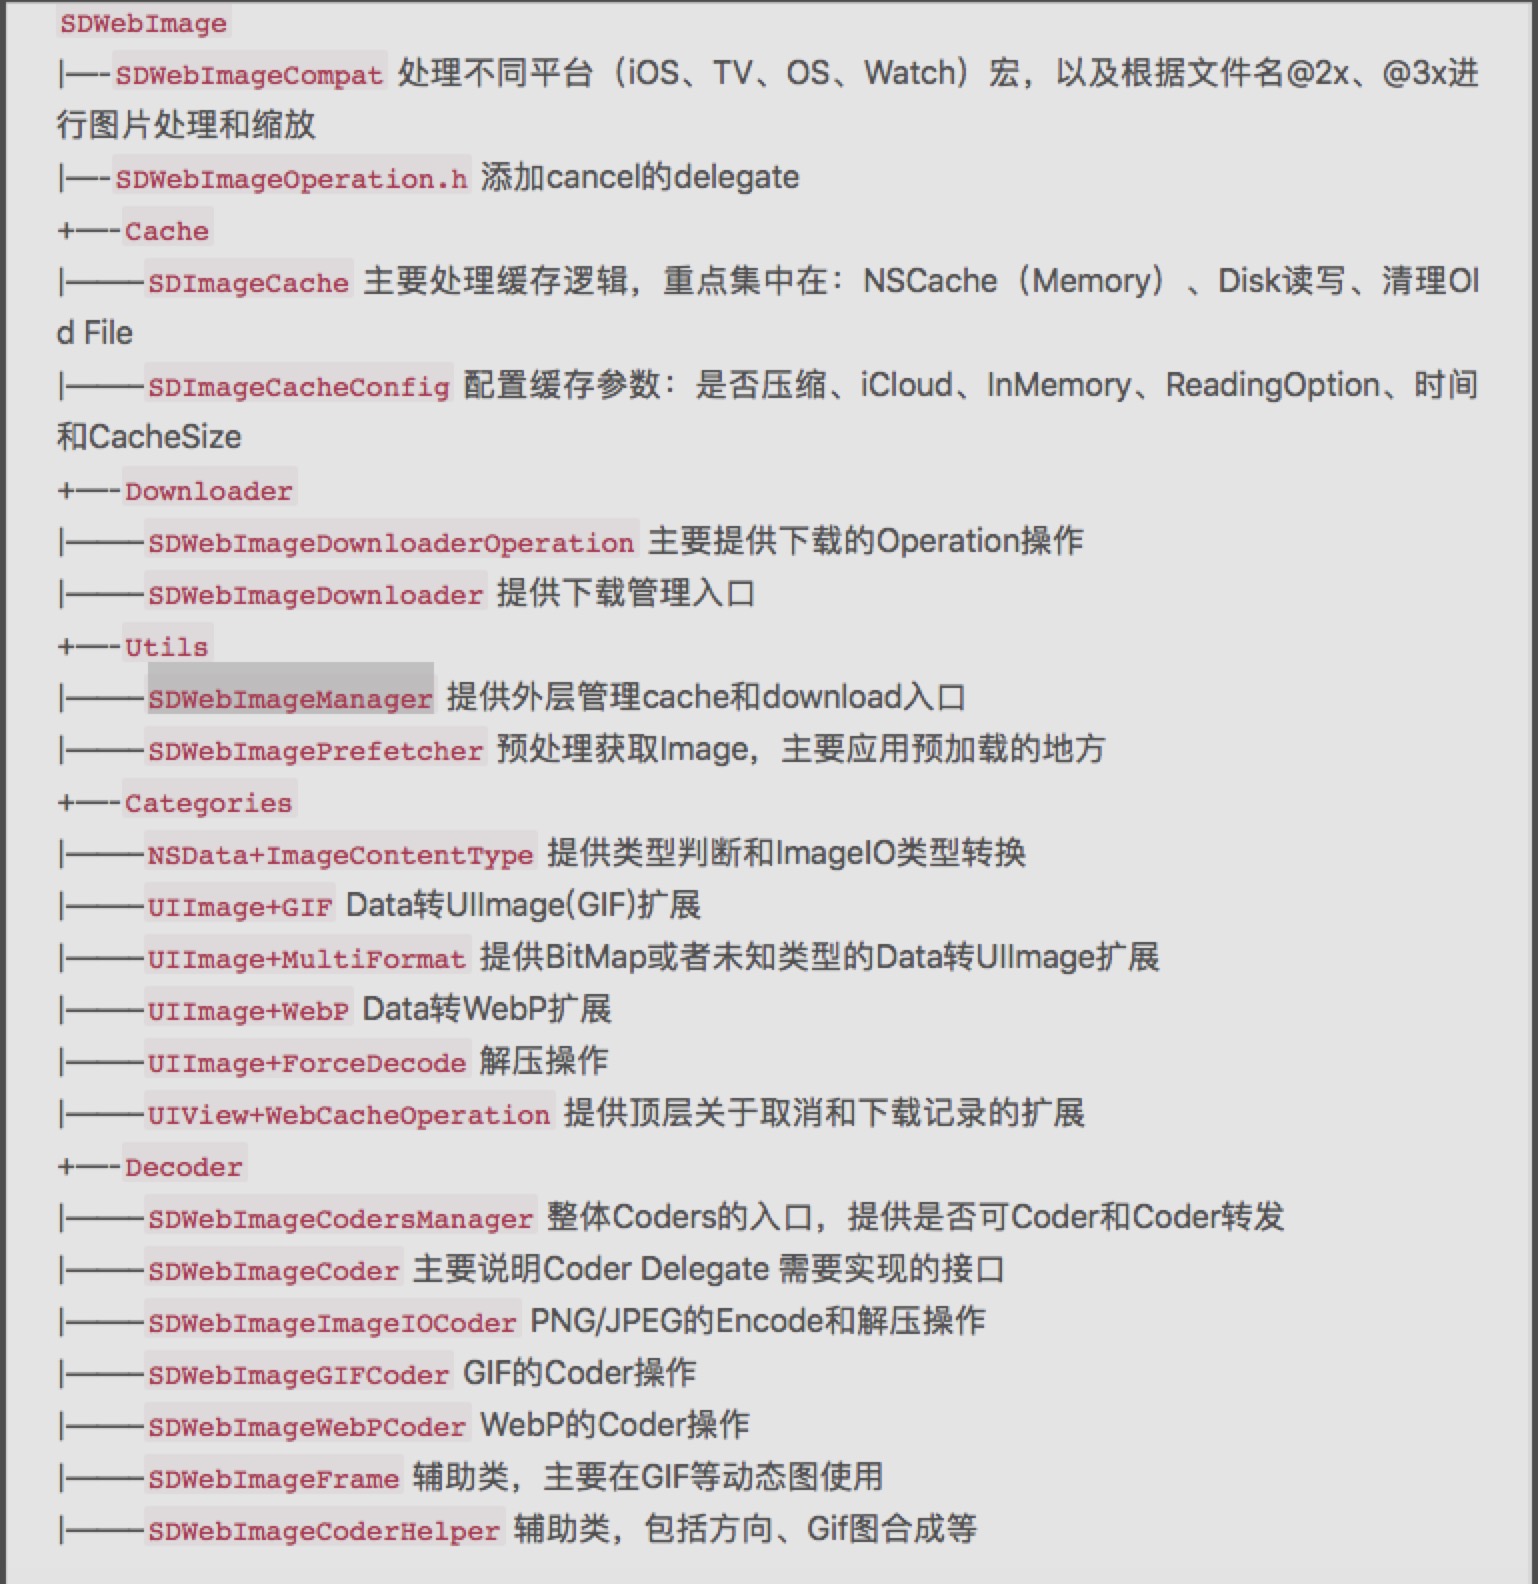 SDWebImage
|—-SDWebImageCompat 处理不同平台（iOS、TV、OS、Watch）宏，以及根据文件名@2x、@3x进
行图片处理和缩放
|—-SDWebImageOperation.h 添加cancel的delegate
+—-Cache
|——SDImageCache 主要处理缓存逻辑，重点集中在：NSCache（Memory）、Disk读写、清理Ol
d File
|——SDImageCacheConfig 配置缓存参数：是否压缩、iCloud、InMemory、ReadingOption、时间
和CacheSize
+—-Downloader
|——SDWebImageDownloaderOperation 主要提供下载的Operation操作
|——SDWebImageDownloader 提供下载管理入口
+—-Utils
|——SDWebImageManager 提供外层管理cache和download入口
|——SDWebImagePrefetcher 预处理获取Image，主要应用预加载的地方
+—-Categories
|——NSData+ImageContentType 提供类型判断和ImageIO类型转换
|——UIImage+GIF Data转UIImage(GIF)扩展
|——UIImage+MultiFormat 提供BitMap或者未知类型的Data转UIImage扩展
|——UIImage+WebP Data转WebP扩展
|——UIImage+ForceDecode 解压操作
|——UIView+WebCacheOperation 提供顶层关于取消和下载记录的扩展
+—-Decoder
|——SDWebImageCodersManager 整体Coders的入口，提供是否可Coder和Coder转发
|——SDWebImageCoder 主要说明Coder Delegate 需要实现的接口
|——SDWebImageImageIOCoder PNG/JPEG的Encode和解压操作
|——SDWebImageGIFCoder GIF的Coder操作
|——SDWebImageWebPCoder WebP的Coder操作
|——SDWebImageFrame 辅助类，主要在GIF等动态图使用
|——SDWebImageCoderHelper 辅助类，包括方向、Gif图合成等